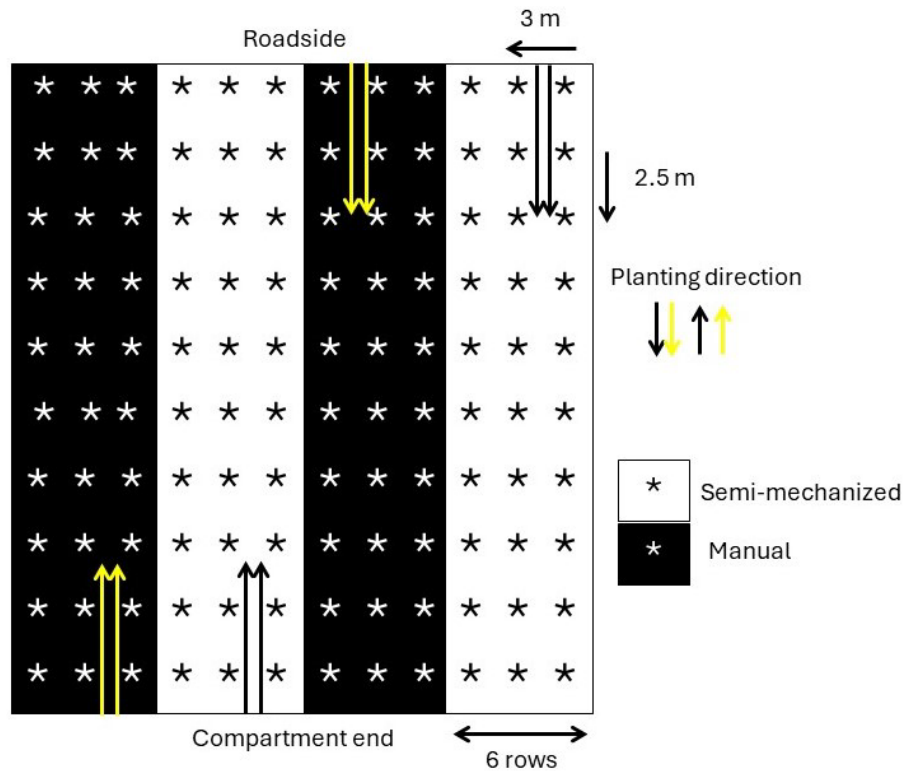 3 m
Roadside
2.5 m
Planting direction
Semi-mechanized
Manual
Compartment end
6 rows